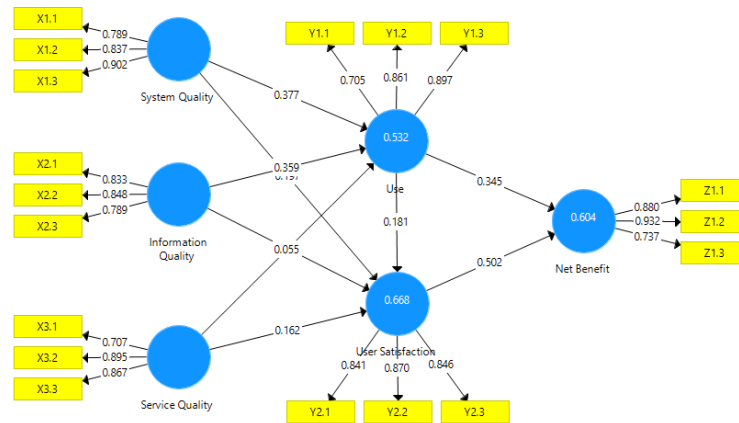 X1.1
X1.2
X1.3
0.789
0.837
0.902
System Quality
Y1.1
Y1.2
Y1.3
0.705
0.861
0.897
0.377
0.532
Use
X2.1
X2.2
X2.3
0.833
0.848
0.789
Information
Quality
0.359
0.345
0.181
0.055
0.604
Net Benefit
0.880
0.932
0.737
Z1.1
Z1.2
Z1.3
0.502
0.668
User Satisfaction
0.162
X3.1
X3.2
X3.3
0.707
0.895
0.867
Service Quality
0.841
0.870
0.846
Y2.1
Y2.2
Y2.3